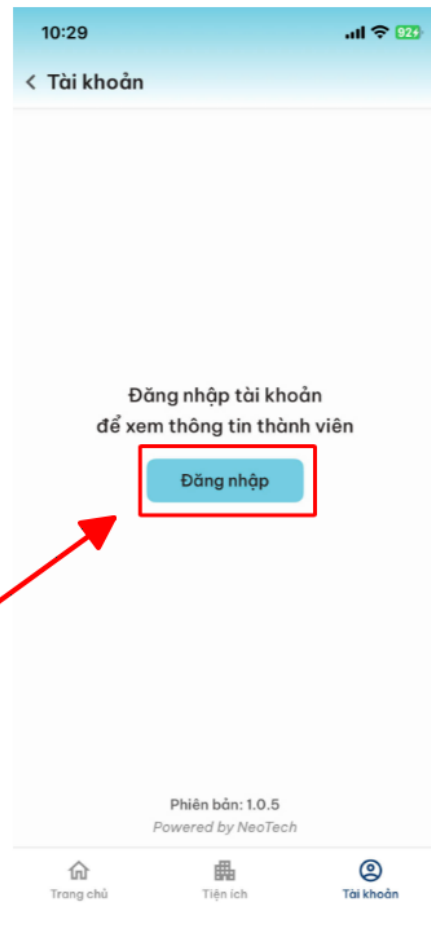 10:29
92+
Tài khoản
Đăng nhập tài khoản
để xem thông tin thành viên
Đăng nhập
Phiên bản: 1.0.5
Powered by NeoTech
Trang chủ
Tiện ích
Tài khoản